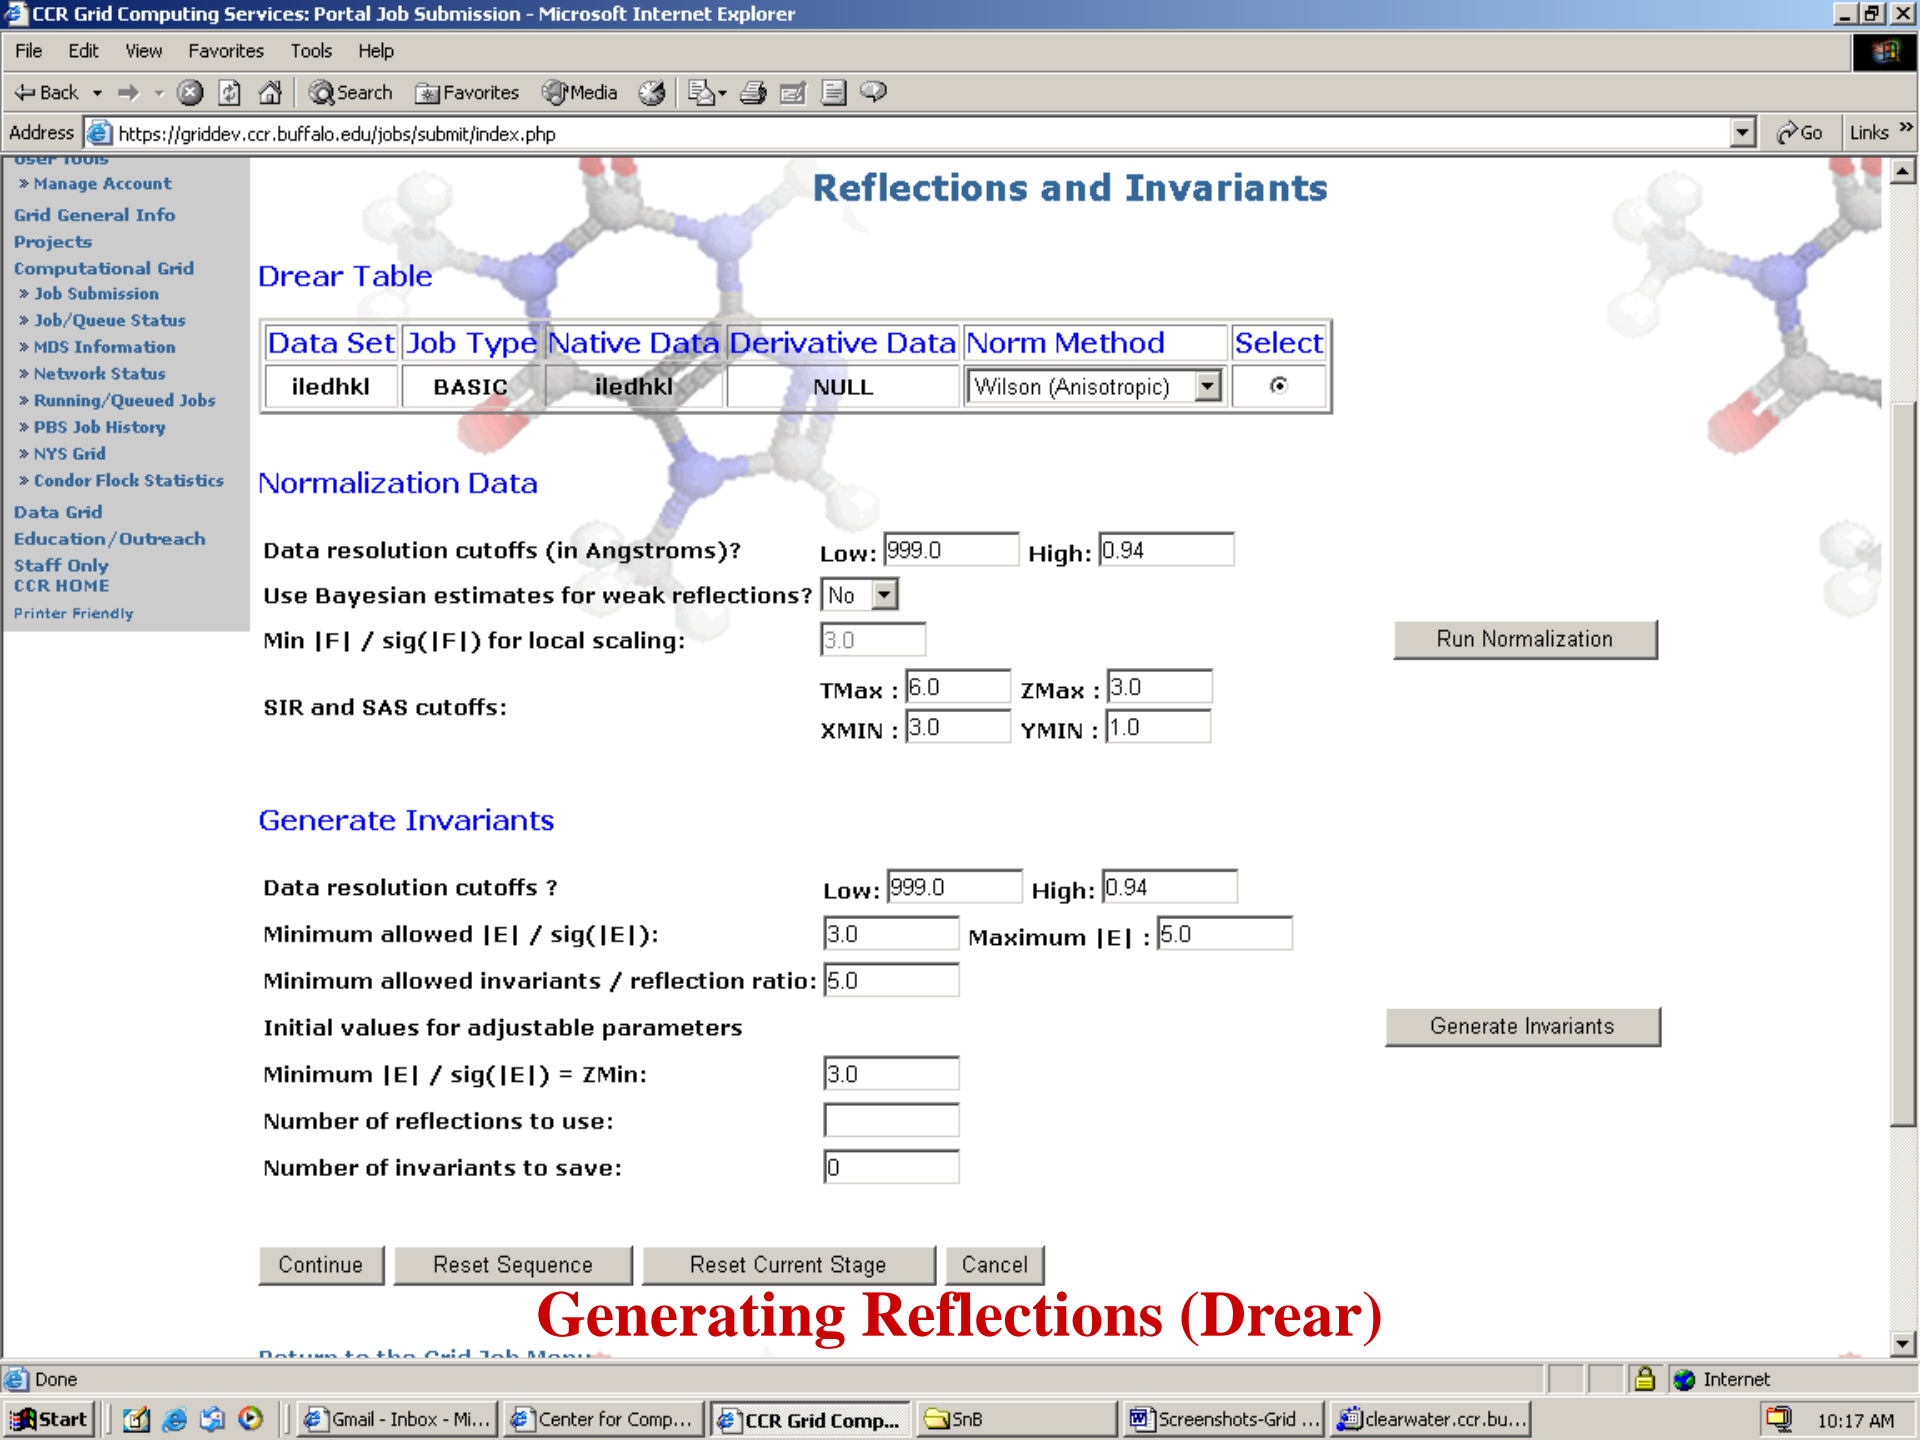 CCR Grid Computing Services: Portal Job Submission - Microsoft Internet Explorer
File Edit View Favorites Tools Help
Back Search Favorites Media
Address https://griddev.ccr.buffalo.edu/jobs/submit/index.php Go Links »
User Tools
» Manage Account
Grid General Info
Projects
Computational Grid
» Job Submission
» Job/Queue Status
» MDS Information
» Network Status
» Running/Queued Jobs
» PBS Job History
» NYS Grid
» Condor Flock Statistics
Data Grid
Education/Outreach
Staff Only
CCR HOME
Printer Friendly
Reflections and Invariants
Drear Table
Data Set Job Type Native Data Derivative Data Norm Method Select
iledhkl BASIC iledhkl NULL Wilson (Anisotropic)
Normalization Data
Data resolution cutoffs (in Angstroms)? Low: 999.0 High: 0.94
Use Bayesian estimates for weak reflections? No
Min |F| / sig(|F|) for local scaling: 3.0
Run Normalization
SIR and SAS cutoffs: TMax : 6.0 ZMax : 3.0
XMIN : 3.0 YMIN : 1.0
Generate Invariants
Data resolution cutoffs ? Low: 999.0 High: 0.94
Minimum allowed |E| / sig(|E|): 3.0 Maximum |E| : 5.0
Minimum allowed invariants / reflection ratio: 5.0
Initial values for adjustable parameters
Generate Invariants
Minimum |E| / sig(|E|) = ZMin: 3.0
Number of reflections to use:
Number of invariants to save: 0
Continue Reset Sequence Reset Current Stage Cancel
Generating Reflections (Drear)
Return to the Grid Job Menu
Done Internet
Start Gmail - Inbox - Mi... Center for Comp... CCR Grid Comp... SnB Screenshots-Grid ... clearwater.ccr.bu... 10:17 AM